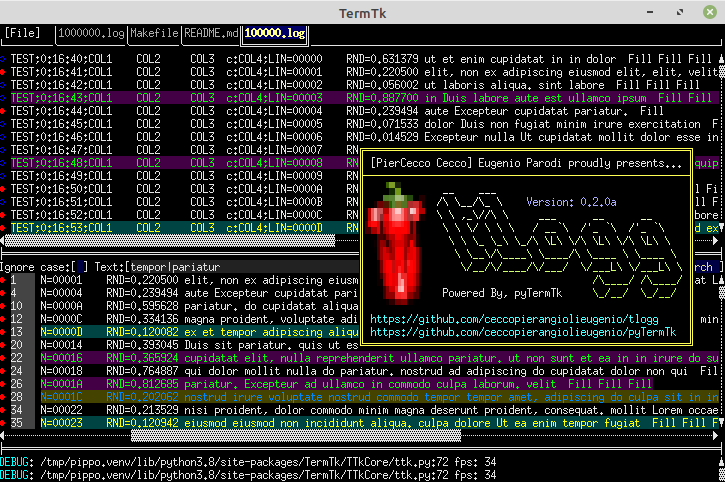 TermTk
[File] 1000000.log Makefile README.md 100000.log
TEST;0:16:40;COL1 COL2 COL3 c:COL4;LIN=00000 RND=0.631379 ut et enim cupidatat in in dolor Fill Fill Fill
TEST;0:16:41;COL1 COL2 COL3 c:COL4;LIN=00001 RND=0.220500 elit, non ex adipiscing eiusmod elit, elit, velit
TEST;0:16:42;COL1 COL2 COL3 c:COL4;LIN=00002 RND=0.056002 ut laboris aliqua. sint labore Fill Fill Fill
TEST;0:16:43;COL1 COL2 COL3 c:COL4;LIN=00003 RND=0.887700 in Duis labore aute est ullamco ipsum Fill Fill
TEST;0:16:44;COL1 COL2 COL3 c:COL4;LIN=00004 RND=0.239494 aute Excepteur cupidatat pariatur. Fill
TEST;0:16:45;COL1 COL2 COL3 c:COL4;LIN=00005 RND=0.071533 dolor Duis non fugiat minim irure exercitation F
TEST;0:16:46;COL1 COL2 COL3 c:COL4;LIN=00006 RND=0.014529 Excepteur nulla Ut cupidatat mollit dolor esse in
TEST;0:16:47;COL1 COL2 COL3 c:COL4;LIN=00007
TEST;0:16:48;COL1 COL2 COL3 c:COL4;LIN=00008 quip
TEST;0:16:49;COL1 COL2 COL3 c:COL4;LIN=00009
TEST;0:16:50;COL1 COL2 COL3 c:COL4;LIN=0000A
TEST;0:16:51;COL1 COL2 COL3 c:COL4;LIN=0000B
TEST;0:16:52;COL1 COL2 COL3 c:COL4;LIN=0000C
TEST;0:16:53;COL1 COL2 COL3 c:COL4;LIN=0000D d ex
[PierCecco Cecco] Eugenio Parodi proudly presents...
Version: 0.2.0a
Powered By, pyTermTk
https://github.com/ceccopierangiolieugenio/tlogg
https://github.com/ceccopierangiolieugenio/pyTermTk
Ignore case:[ ] Text:[tempor|pariatur rch ]
1 N=00001 RND=0.220500 elit, non ex adipiscing eiusm
4 N=00004 RND=0.239494 aute Excepteur cupidatat pari
10 N=0000A RND=0.595628 pariatur. do cupidatat aliqua
12 N=0000C RND=0.334136 magna proident, voluptate adi min
13 N=0000D RND=0.120082 ex et tempor adipiscing aliqu
20 N=00014 RND=0.393045 Duis sit pariatur. quis ut es
22 N=00016 RND=0.365924 cupidatat elit, nulla reprehenderit ullamco pariatur. ut non sunt et ea in in irure do su
24 N=00018 RND=0.764887 qui dolor mollit nulla do pariatur. nostrud ad adipiscing do cupidatat dolor non qui Fil
26 N=0001A RND=0.812685 pariatur. Excepteur ad ullamco in commodo culpa laborum. velit Fill Fill Fill
28 N=0001C RND=0.202062 nostrud irure voluptate nostrud commodo tempor tempor amet, adipiscing do culpa sit in in
34 N=00022 RND=0.213529 nisi proident, dolor commodo minim magna deserunt proident, consequat. mollit Lorem occae
35 N=00023 RND=0.120942 eiusmod eiusmod non incididunt aliqua. culpa dolore Ut ea enim tempor fugiat Fill Fill F
DEBUG: /tmp/pippo.venv/lib/python3.8/site-packages/TermTk/TTkCore/ttk.py:72 fps: 34
DEBUG: /tmp/pippo.venv/lib/python3.8/site-packages/TermTk/TTkCore/ttk.py:72 fps: 34